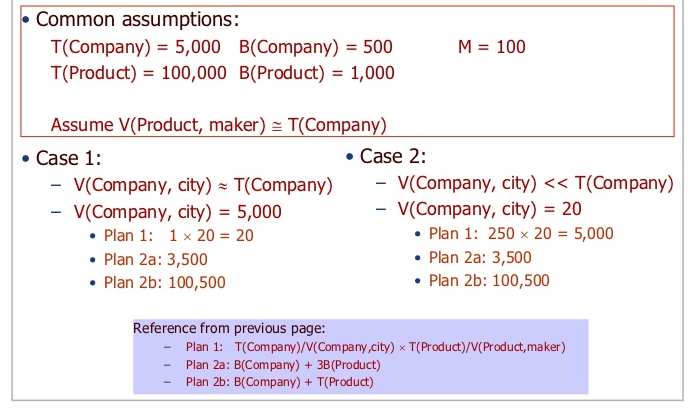 • Common assumptions:
T(Company) = 5,000 B(Company) = 500 M = 100
T(Product) = 100,000 B(Product) = 1,000
Assume V(Product, maker) ≅ T(Company)
• Case 1:
– V(Company, city) ≈ T(Company)
– V(Company, city) = 5,000
• Plan 1: 1 × 20 = 20
• Plan 2a: 3,500
• Plan 2b: 100,500
• Case 2:
– V(Company, city) << T(Company)
– V(Company, city) = 20
• Plan 1: 250 × 20 = 5,000
• Plan 2a: 3,500
• Plan 2b: 100,500
Reference from previous page:
– Plan 1: T(Company)/V(Company,city) × T(Product)/V(Product,maker)
– Plan 2a: B(Company) + 3B(Product)
– Plan 2b: B(Company) + T(Product)